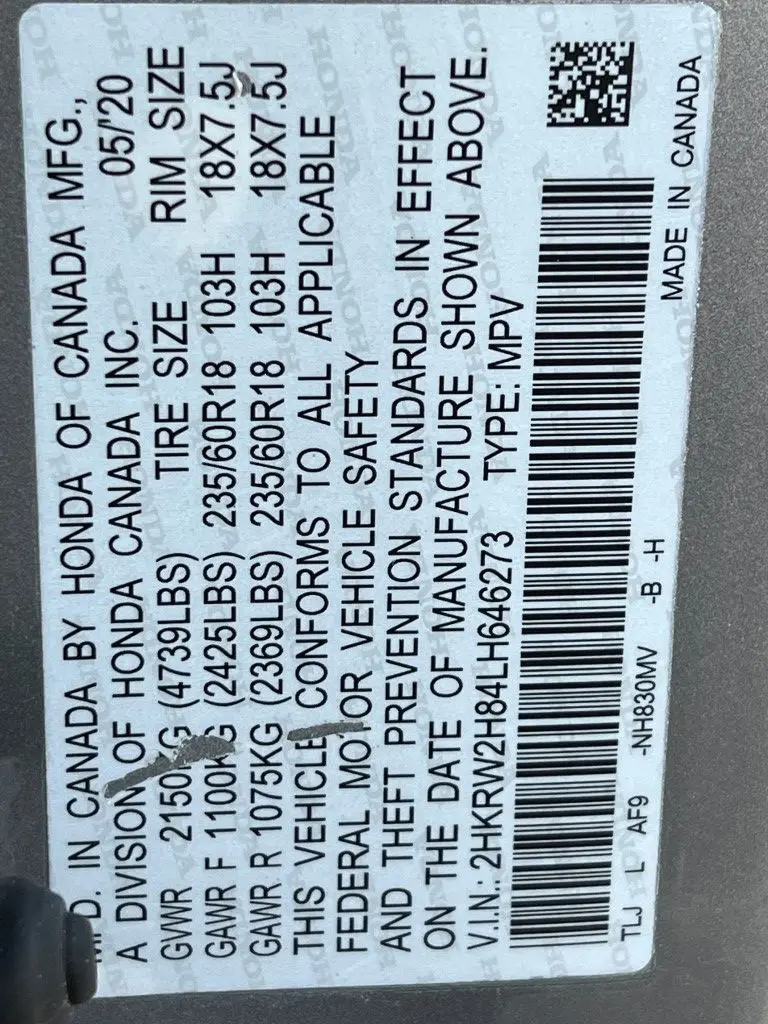 MFD. IN CANADA BY HONDA OF CANADA MFG.,
A DIVISION OF HONDA CANADA INC. 05/'20
GVWR 2150KG (4739LBS) TIRE SIZE RIM SIZE
GAWR F 1100KG (2425LBS) 235/60R18 103H 18X7.5J
GAWR R 1075KG (2369LBS) 235/60R18 103H 18X7.5J
THIS VEHICLE CONFORMS TO ALL APPLICABLE
FEDERAL MOTOR VEHICLE SAFETY
AND THEFT PREVENTION STANDARDS IN EFFECT
ON THE DATE OF MANUFACTURE SHOWN ABOVE.
V.I.N.: 2HKRW2H84LH646273 TYPE: MPV
TLJ L AF9 -NH830MV -B -H MADE IN CANADA